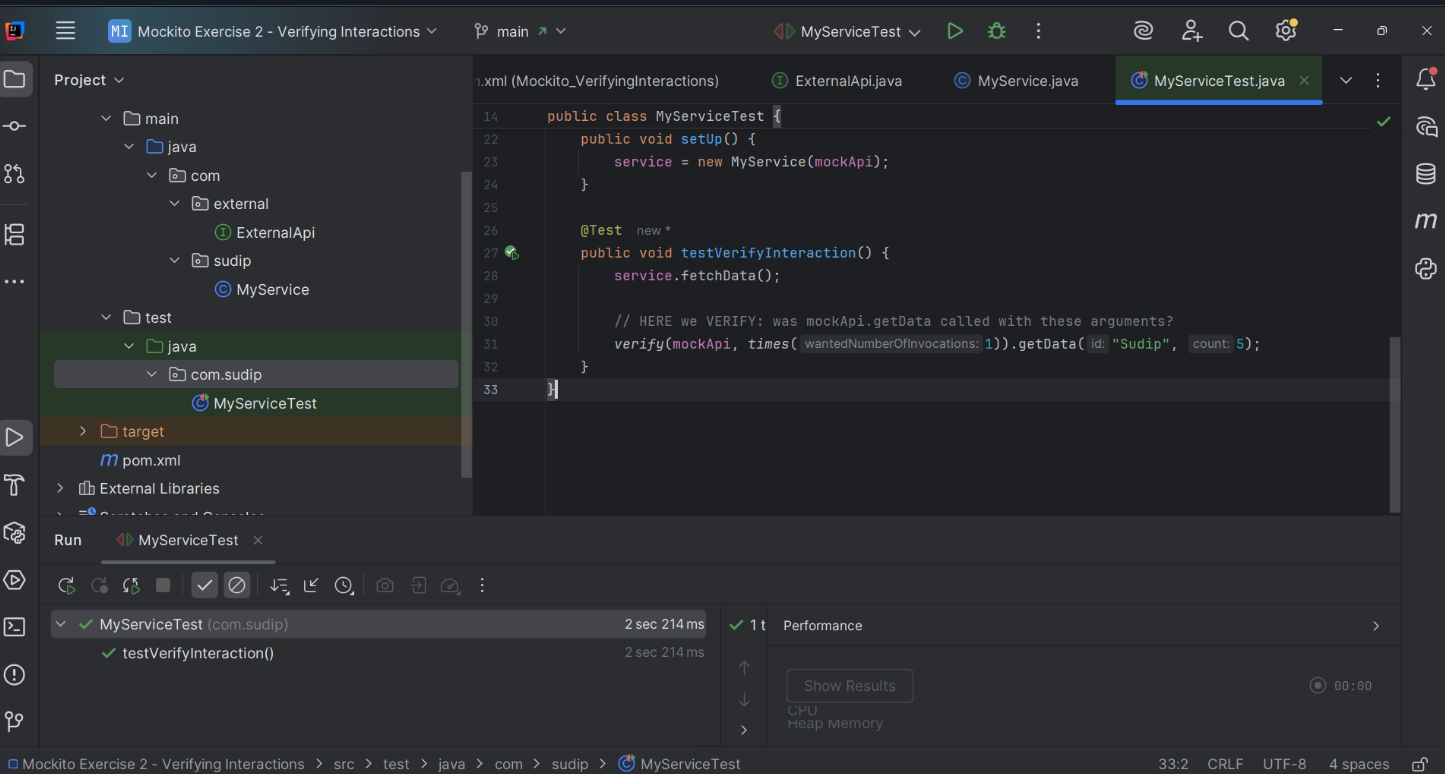 MI Mockito Exercise 2 - Verifying Interactions main MyServiceTest
Project
n.xml (Mockito_VerifyingInteractions) ExternalApi.java MyService.java MyServiceTest.java
main
java
com
external
I ExternalApi
sudip
C MyService
test
java
com.sudip
C MyServiceTest
target
m pom.xml
External Libraries
14 public class MyServiceTest {
22 public void setUp() {
23 service = new MyService(mockApi);
24 }
25
26 @Test new *
27 public void testVerifyInteraction() {
28 service.fetchData();
29
30 // HERE we VERIFY: was mockApi.getData called with these arguments?
31 verify(mockApi, times( wantedNumberOfInvocations: 1)).getData( id: "Sudip", count: 5);
32 }
33 }
m
Run MyServiceTest
MyServiceTest (com.sudip) 2 sec 214 ms
testVerifyInteraction() 2 sec 214 ms
1 t
Performance
Show Results
00:00
CPU
Heap Memory
Mockito Exercise 2 - Verifying Interactions > src > test > java > com > sudip > MyServiceTest 33:2 CRLF UTF-8 4 spaces